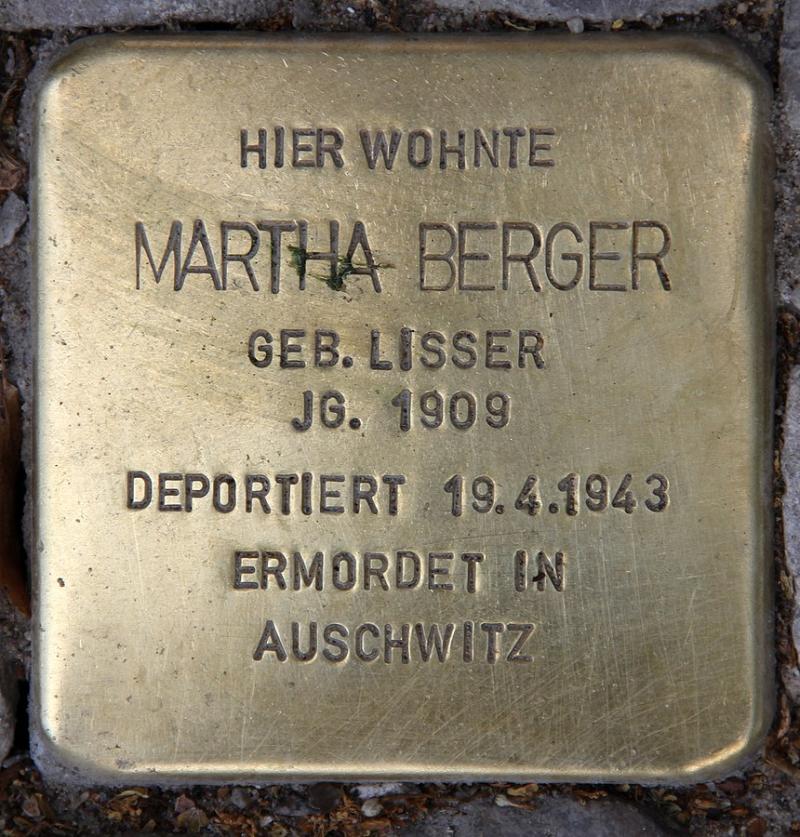 HIER WOHNTE
MARTHA BERGER
GEB. LISSER
JG. 1909
DEPORTIERT 19.4.1943
ERMORDET IN
AUSCHWITZ